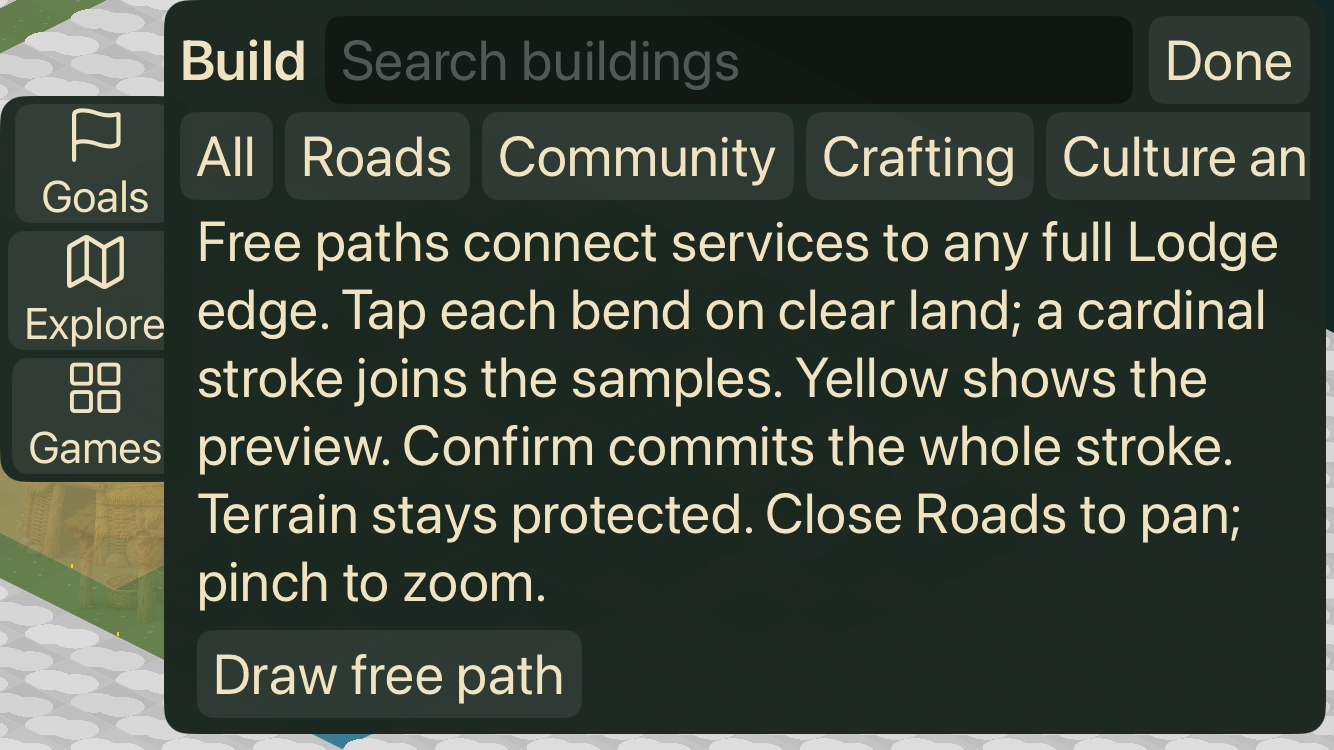 Build
Search buildings
Done
All
Roads
Community
Crafting
Culture an
Goals
Explore
Games
Free paths connect services to any full Lodge
edge. Tap each bend on clear land; a cardinal
stroke joins the samples. Yellow shows the
preview. Confirm commits the whole stroke.
Terrain stays protected. Close Roads to pan;
pinch to zoom.
Draw free path